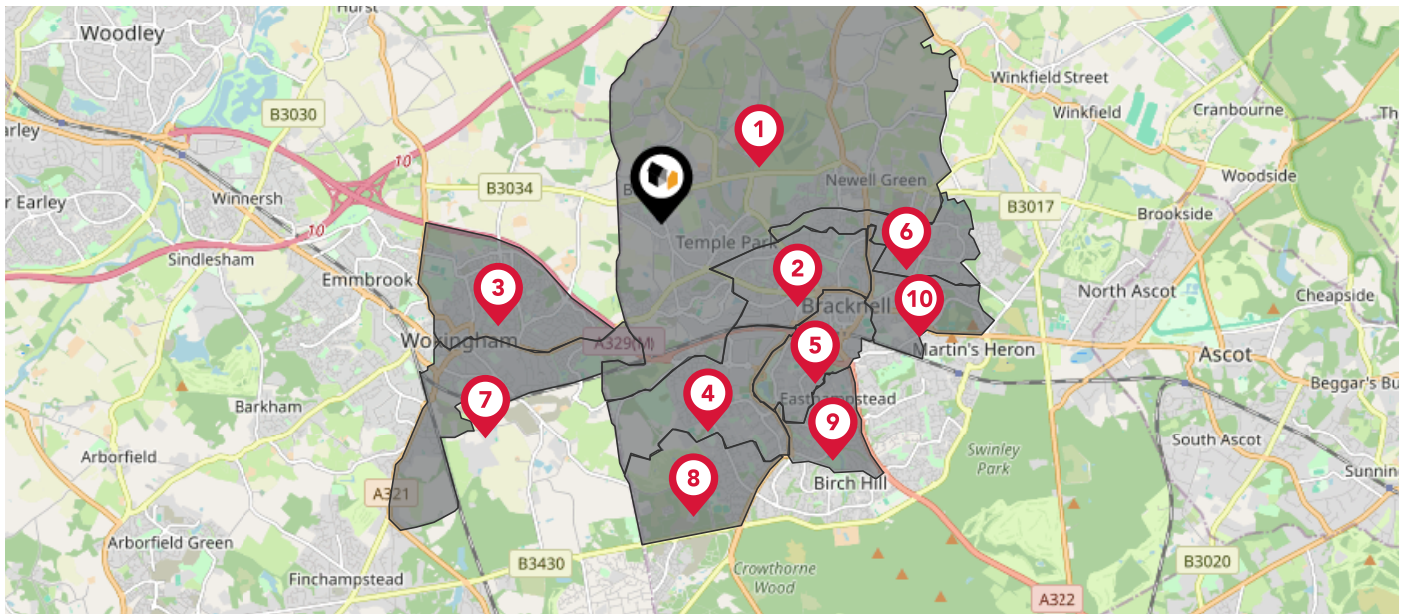 Hurst
Woodley
Winkfield Street
Winkfield
Cranbourne
B3030
1
10
Newell Green
Woodside
r Earley
Winnersh
B3034
B3017
Brookside
Temple Park
6
10
Sindlesham
2
Emmbrook
3
10
North Ascot
Cheapside
Bracknell
Wokingham
A329(M)
5
Martin's Heron
Ascot
Beggar's Bu
7
4
Easthampstead
Barkham
9
South Ascot
Arborfield
8
Birch Hill
Swinley
Park
Sunnin
A321
Arborfield Green
B3430
B3020
Finchampstead
Crowthorne
Wood
A322